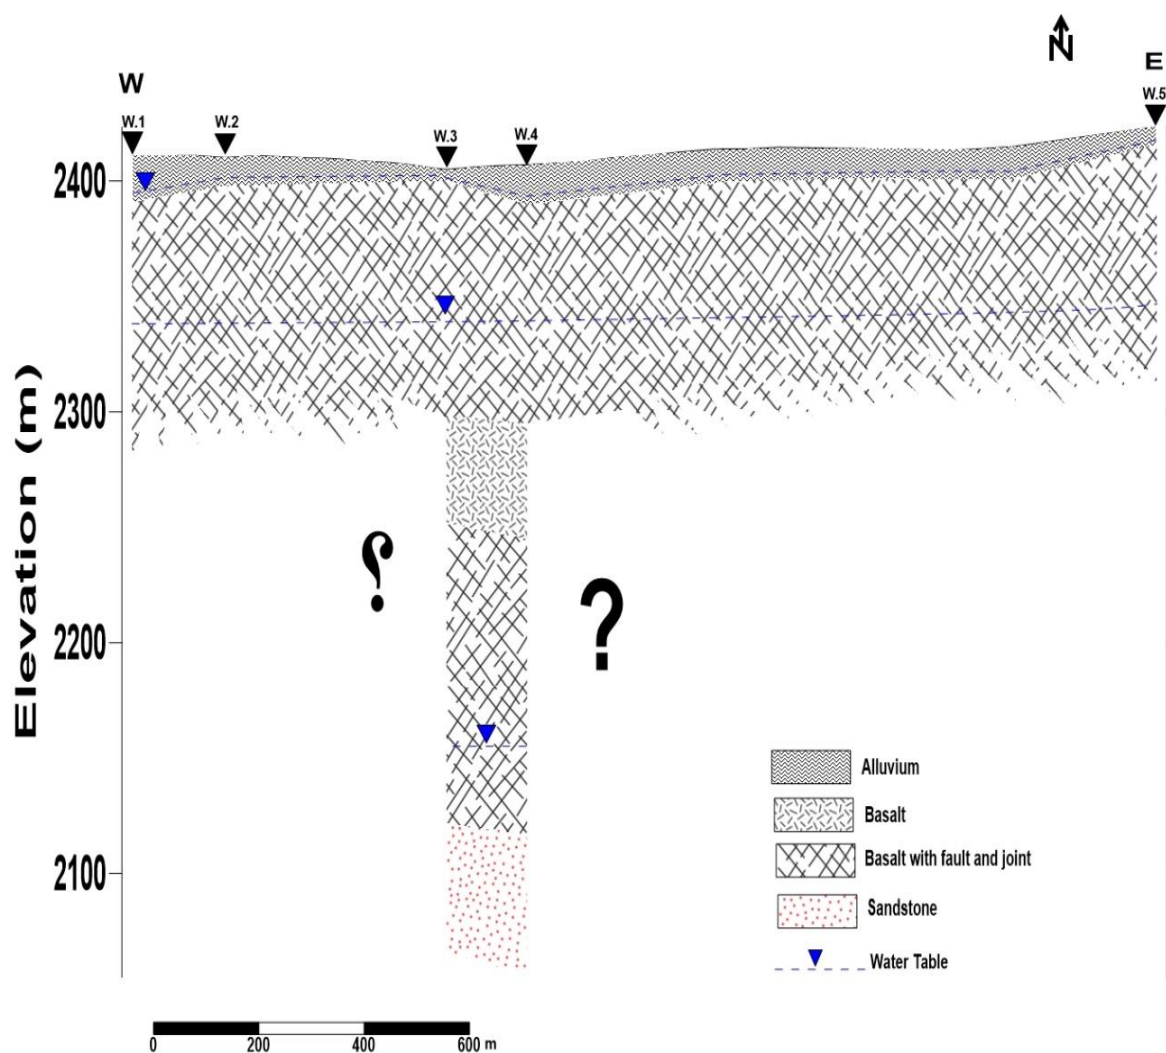 N
W
E
W.1
W.2
W.3
W.4
W.5
2400
2300
2200
2100
Elevation (m)
؟
?
Alluvium
Basalt
Basalt with fault and joint
Sandstone
Water Table
0 200 400 600 m